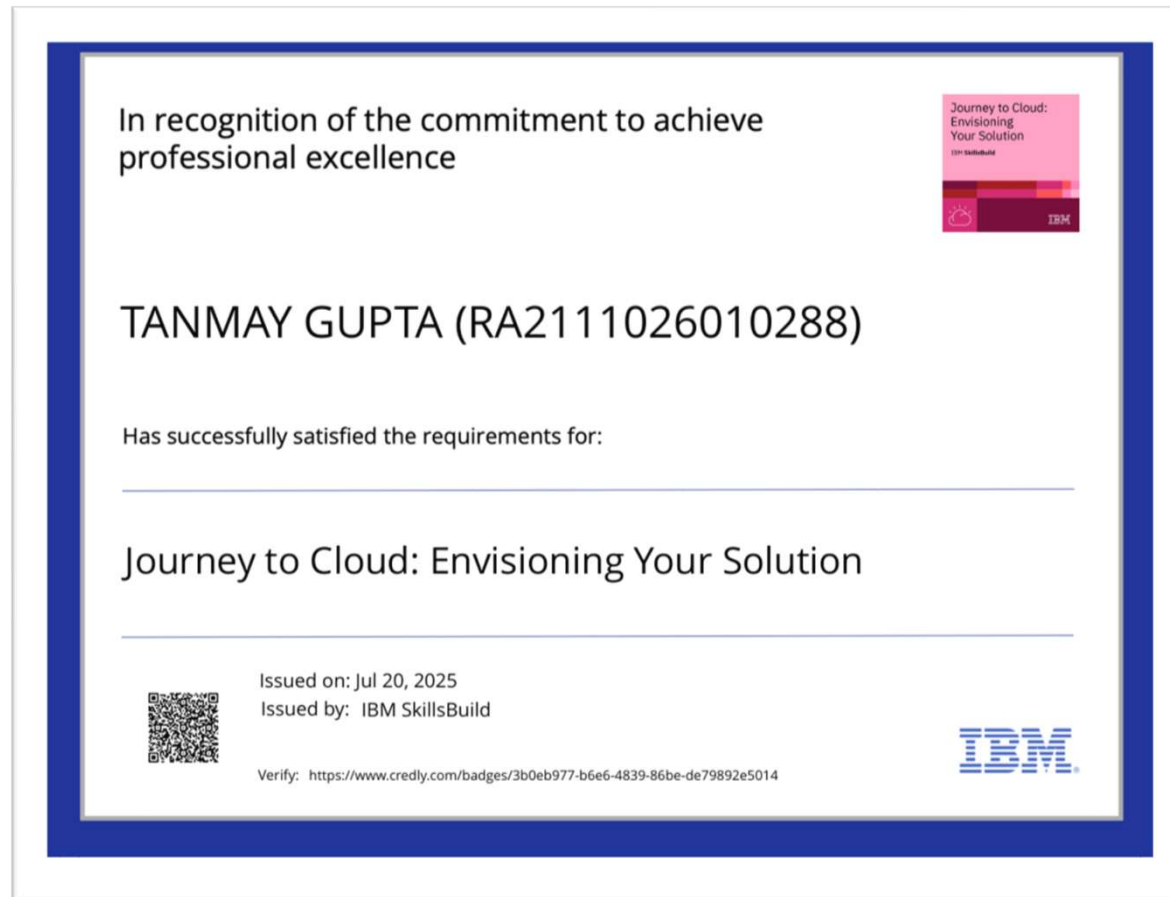 In recognition of the commitment to achieve
professional excellence
Journey to Cloud:
Envisioning
Your Solution
IBM SkillsBuild
IBM
TANMAY GUPTA (RA2111026010288)
Has successfully satisfied the requirements for:
Journey to Cloud: Envisioning Your Solution
Issued on: Jul 20, 2025
Issued by: IBM SkillsBuild
Verify: https://www.credly.com/badges/3b0eb977-b6e6-4839-86be-de79892e5014
IBM